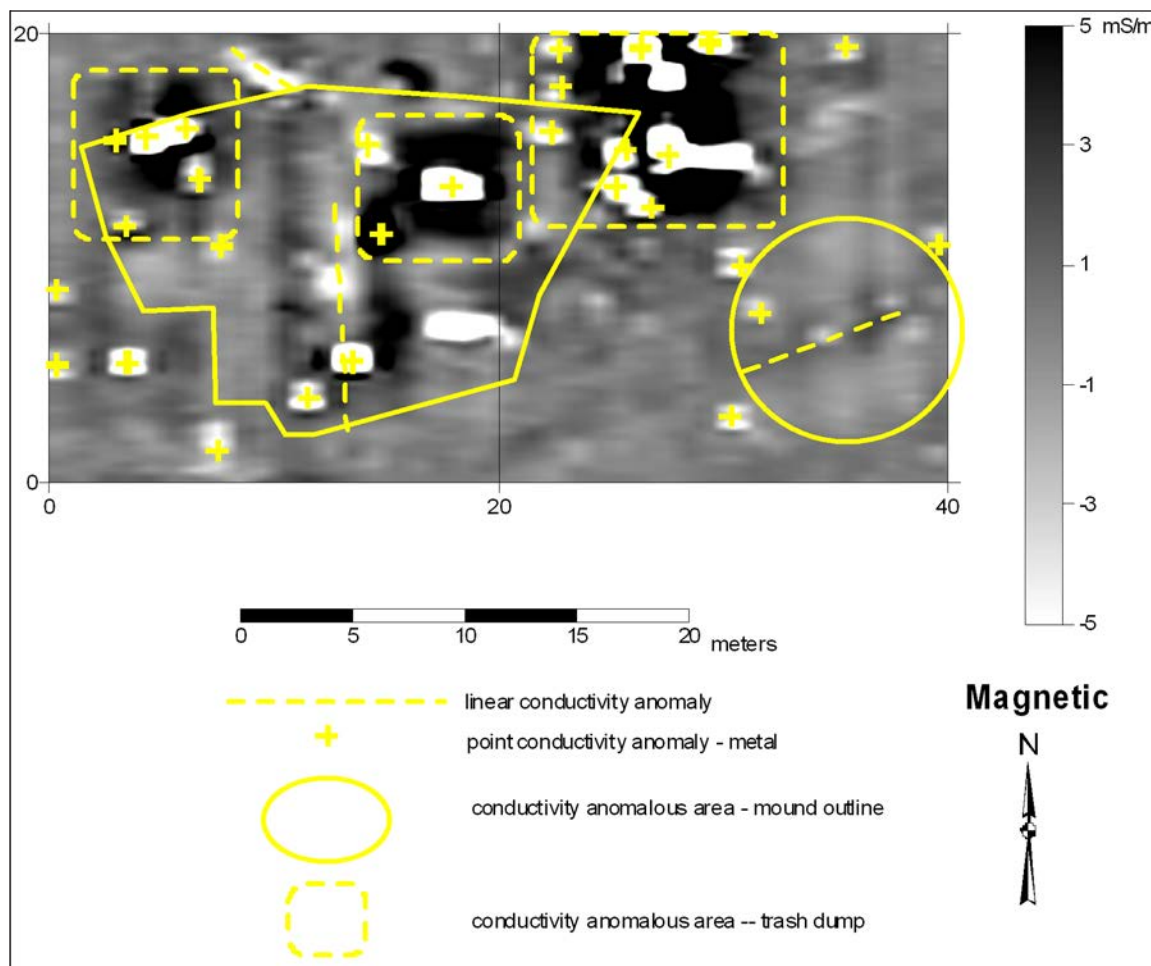 20
5 mS/m
3
1
-1
-3
-5
0
0
20
40
0
5
10
15
20
meters
linear conductivity anomaly
Magnetic
point conductivity anomaly - metal
N
conductivity anomalous area - mound outline
conductivity anomalous area -- trash dump